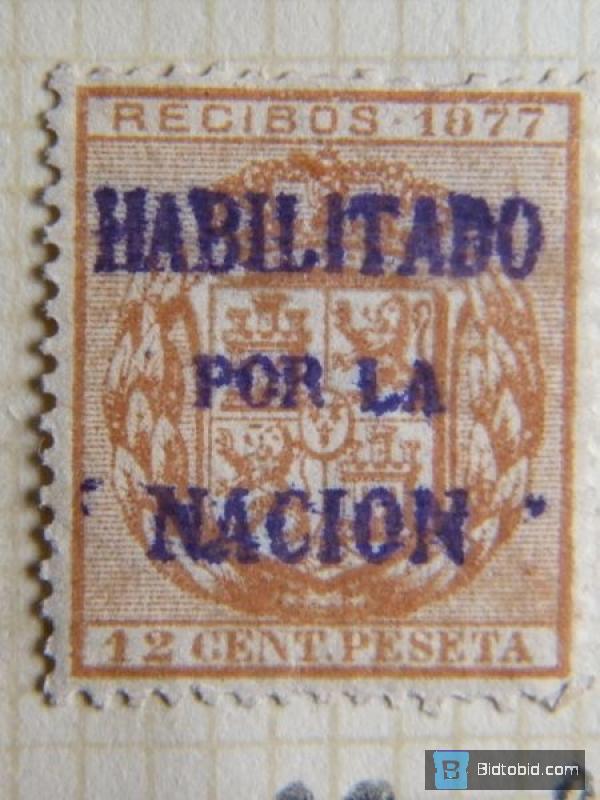 RECIBOS · 1877
HABILITADO
POR LA
NACION
12 CENT. PESETA
B Bidtobid.com